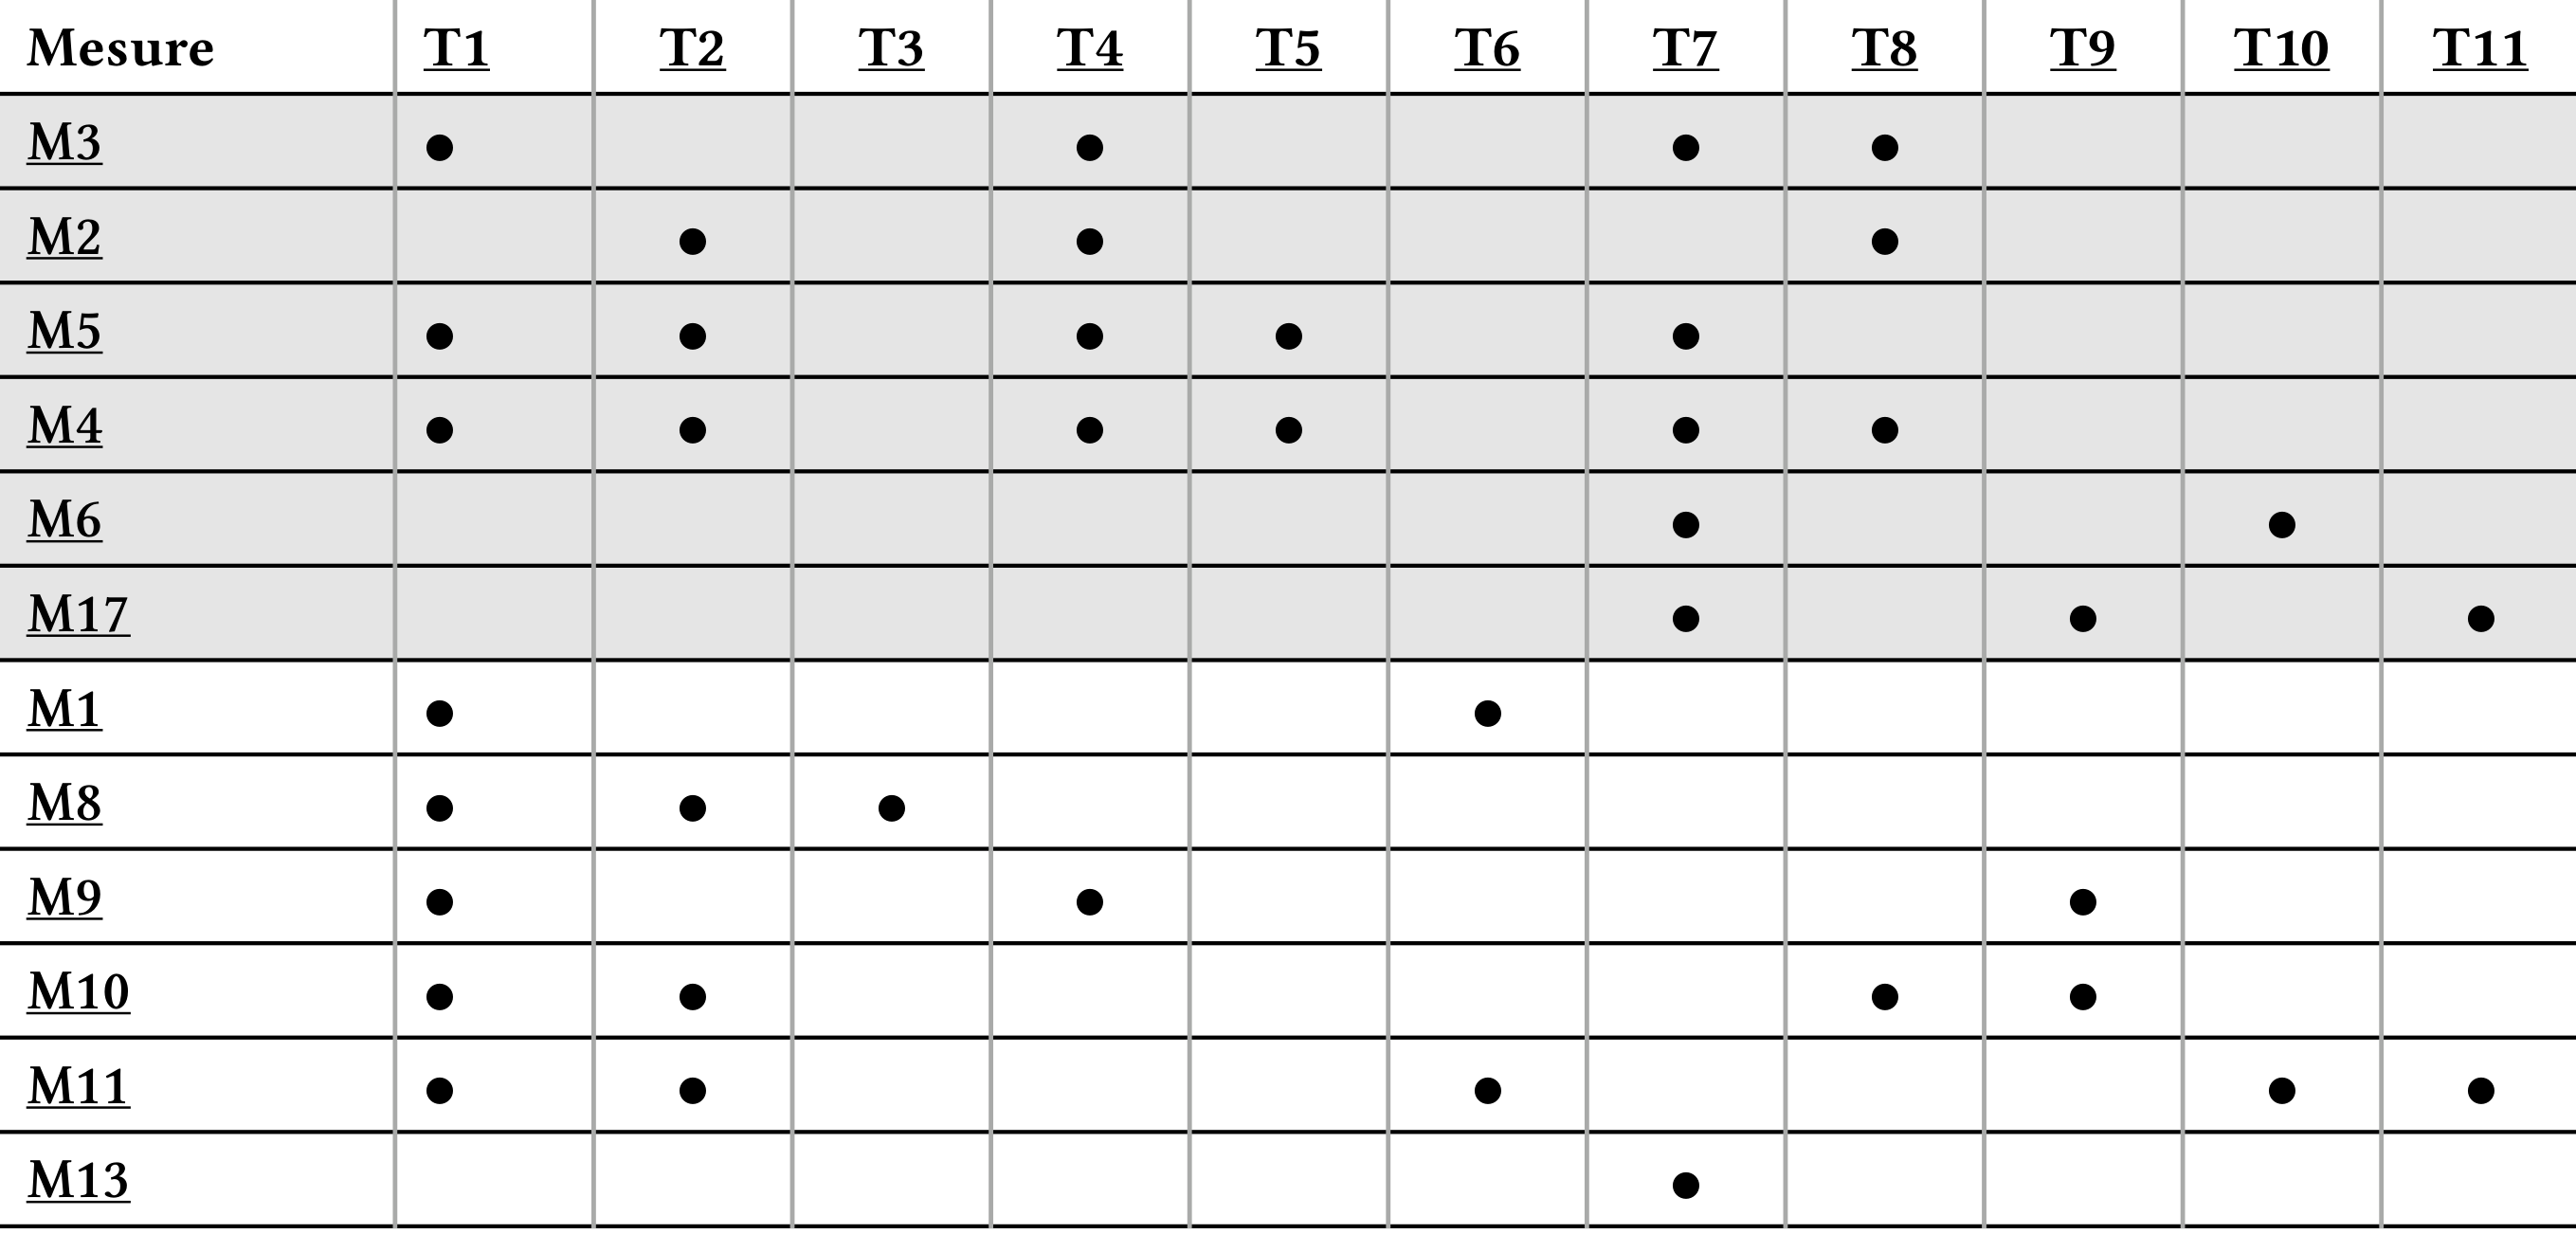 Mesure T1 T2 T3 T4 T5 T6 T7 T8 T9 T10 T11
M3 ● ● ● ●
M2 ● ● ●
M5 ● ● ● ● ●
M4 ● ● ● ● ● ●
M6 ● ●
M17 ● ● ●
M1 ● ●
M8 ● ● ●
M9 ● ● ●
M10 ● ● ● ●
M11 ● ● ● ● ●
M13 ●